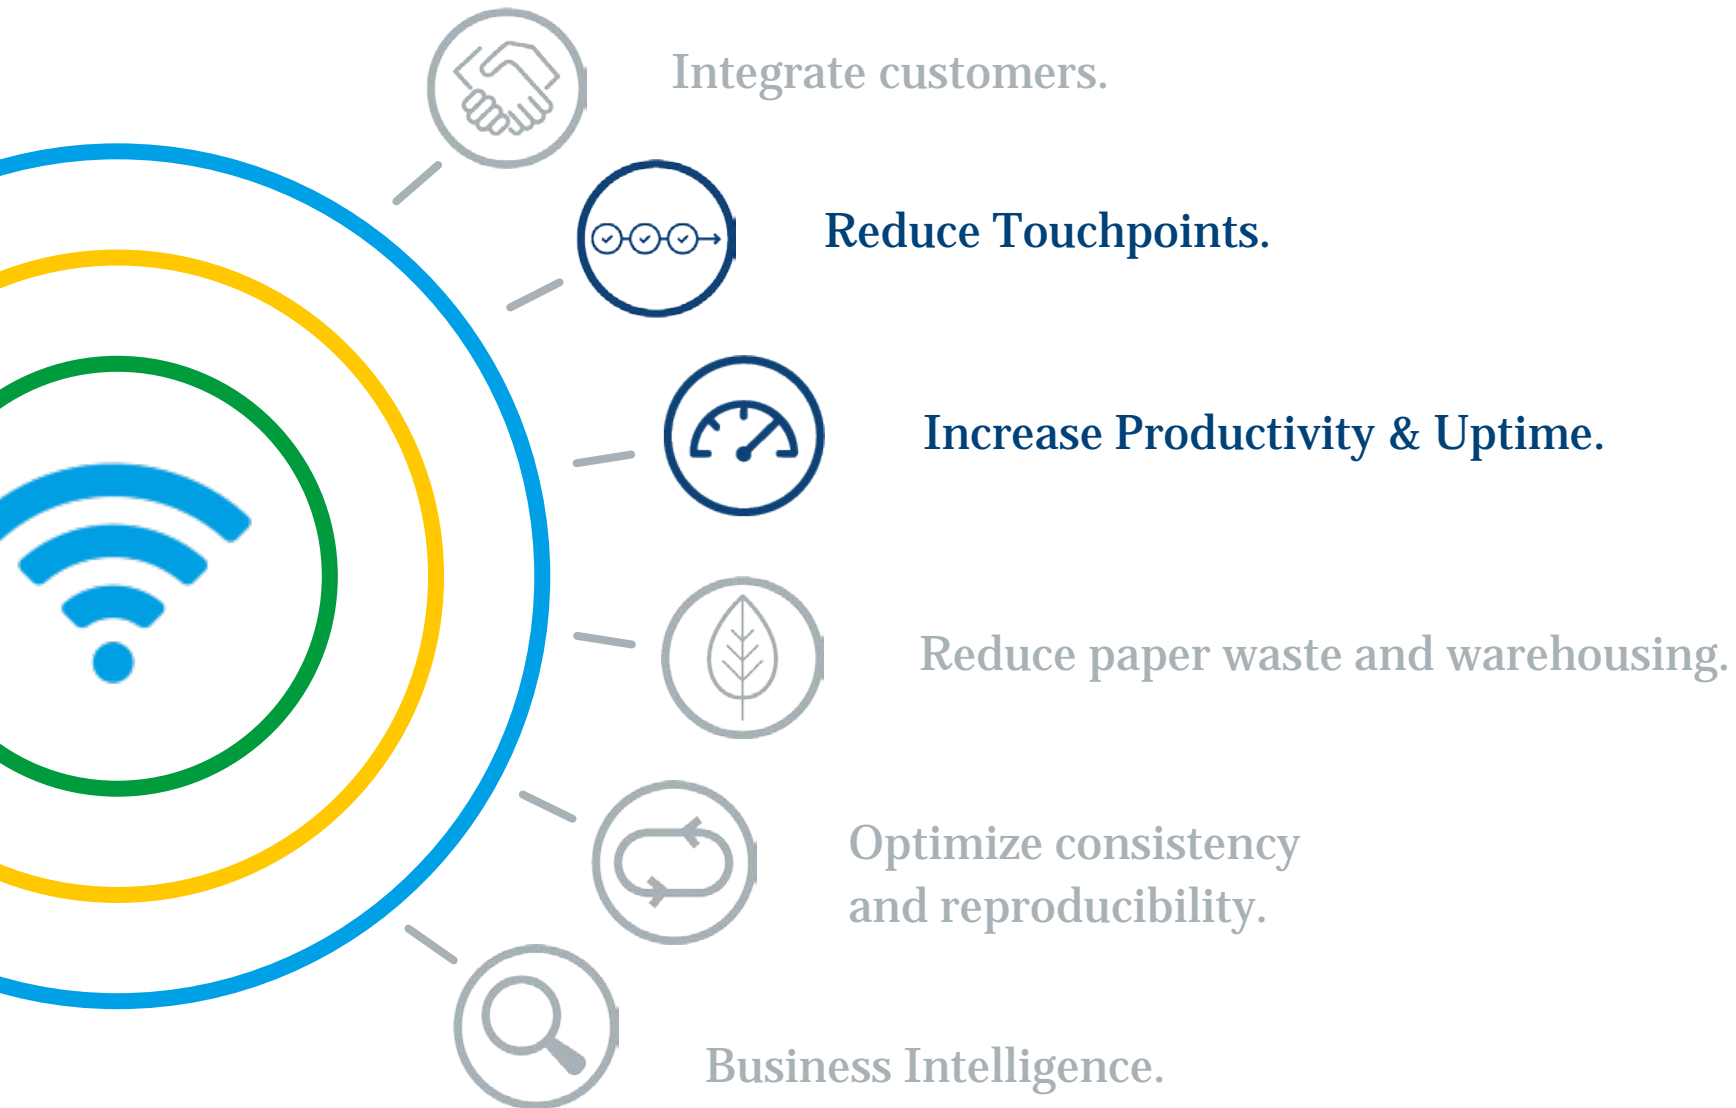 Integrate customers.
Reduce Touchpoints.
Increase Productivity & Uptime.
Reduce paper waste and warehousing.
Optimize consistency
and reproducibility.
Business Intelligence.